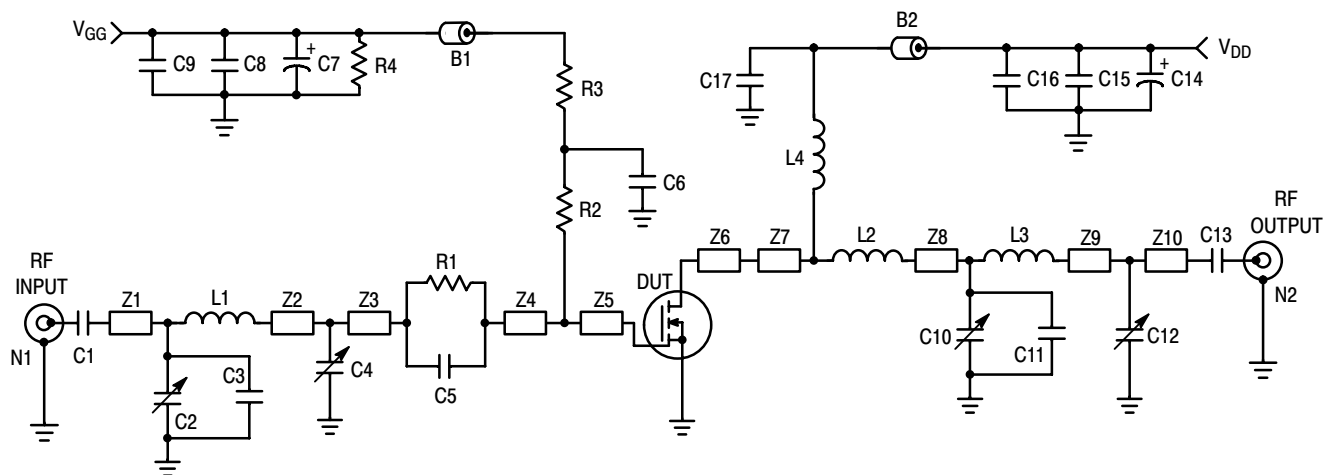 VGG
C9
C8
+
C7
R4
B1
R3
C6
R2
B2
VDD
C17
C16
C15
+
C14
L4
RF
INPUT
N1
C1
Z1
L1
Z2
Z3
R1
C5
Z4
Z5
C3
C2
C4
DUT
Z6
Z7
L2
Z8
L3
Z9
Z10
C13
RF
OUTPUT
N2
C10
C11
C12